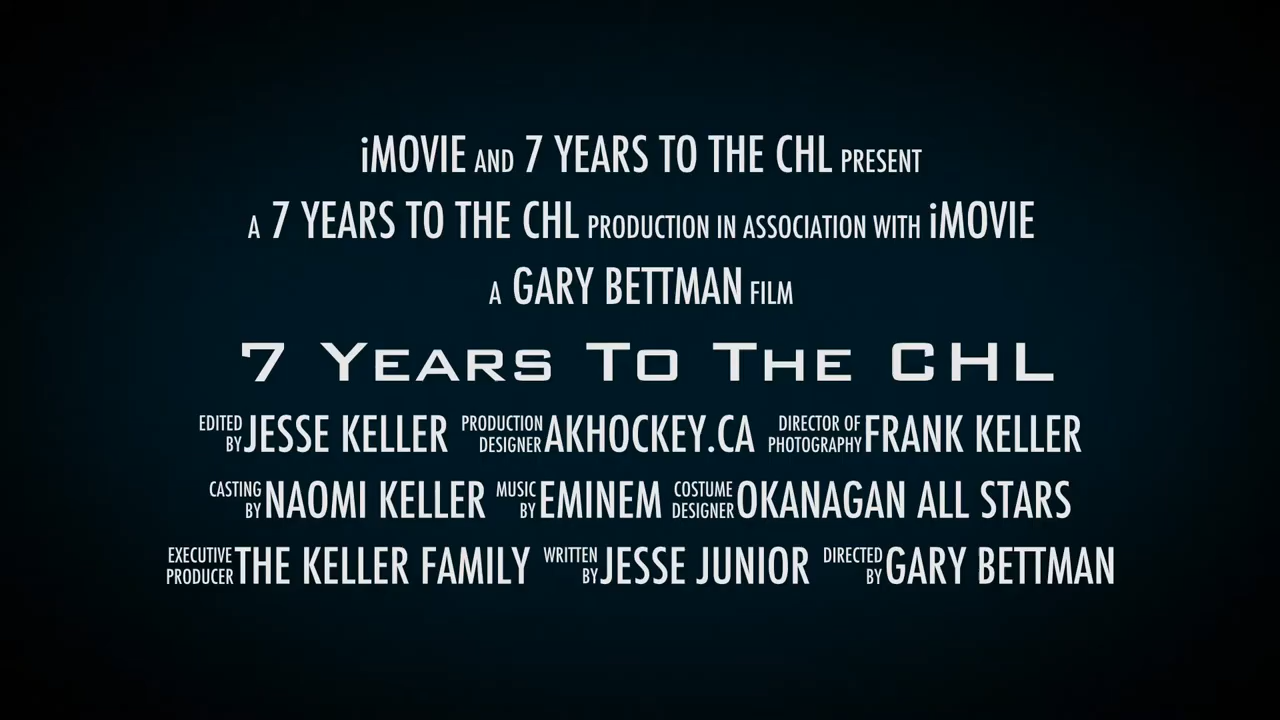 iMOVIE AND 7 YEARS TO THE CHL PRESENT
A 7 YEARS TO THE CHL PRODUCTION IN ASSOCIATION WITH iMOVIE
A GARY BETTMAN FILM
7 YEARS TO THE CHL
EDITED BY JESSE KELLER PRODUCTION DESIGNER AKHOCKEY.CA DIRECTOR OF PHOTOGRAPHY FRANK KELLER
CASTING BY NAOMI KELLER MUSIC BY EMINEM COSTUME DESIGNER OKANAGAN ALL STARS
EXECUTIVE PRODUCER THE KELLER FAMILY WRITTEN BY JESSE JUNIOR DIRECTED BY GARY BETTMAN